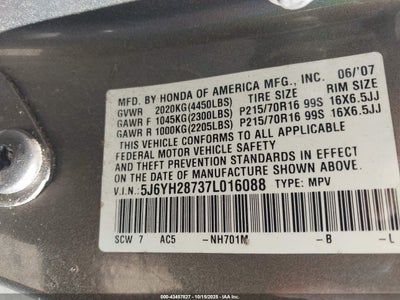 MFD. BY HONDA OF AMERICA MFG., INC. 06/'07
GVWR 2020KG(4450LBS) TIRE SIZE RIM SIZE
GAWR F 1045KG(2300LBS) P215/70R16 99S 16X6.5JJ
GAWR R 1000KG(2205LBS) P215/70R16 99S 16X6.5JJ
THIS VEHICLE CONFORMS TO ALL APPLICABLE
FEDERAL MOTOR VEHICLE SAFETY AND THEFT
PREVENTION STANDARDS IN EFFECT ON THE
DATE OF MANUFACTURE SHOWN ABOVE.
V.I.N.: 5J6YH28737L016088 TYPE: MPV
SCW 7 AC5 -NH701M -B -L
000-43457827 - 10/15/2025 - IAA, LLC